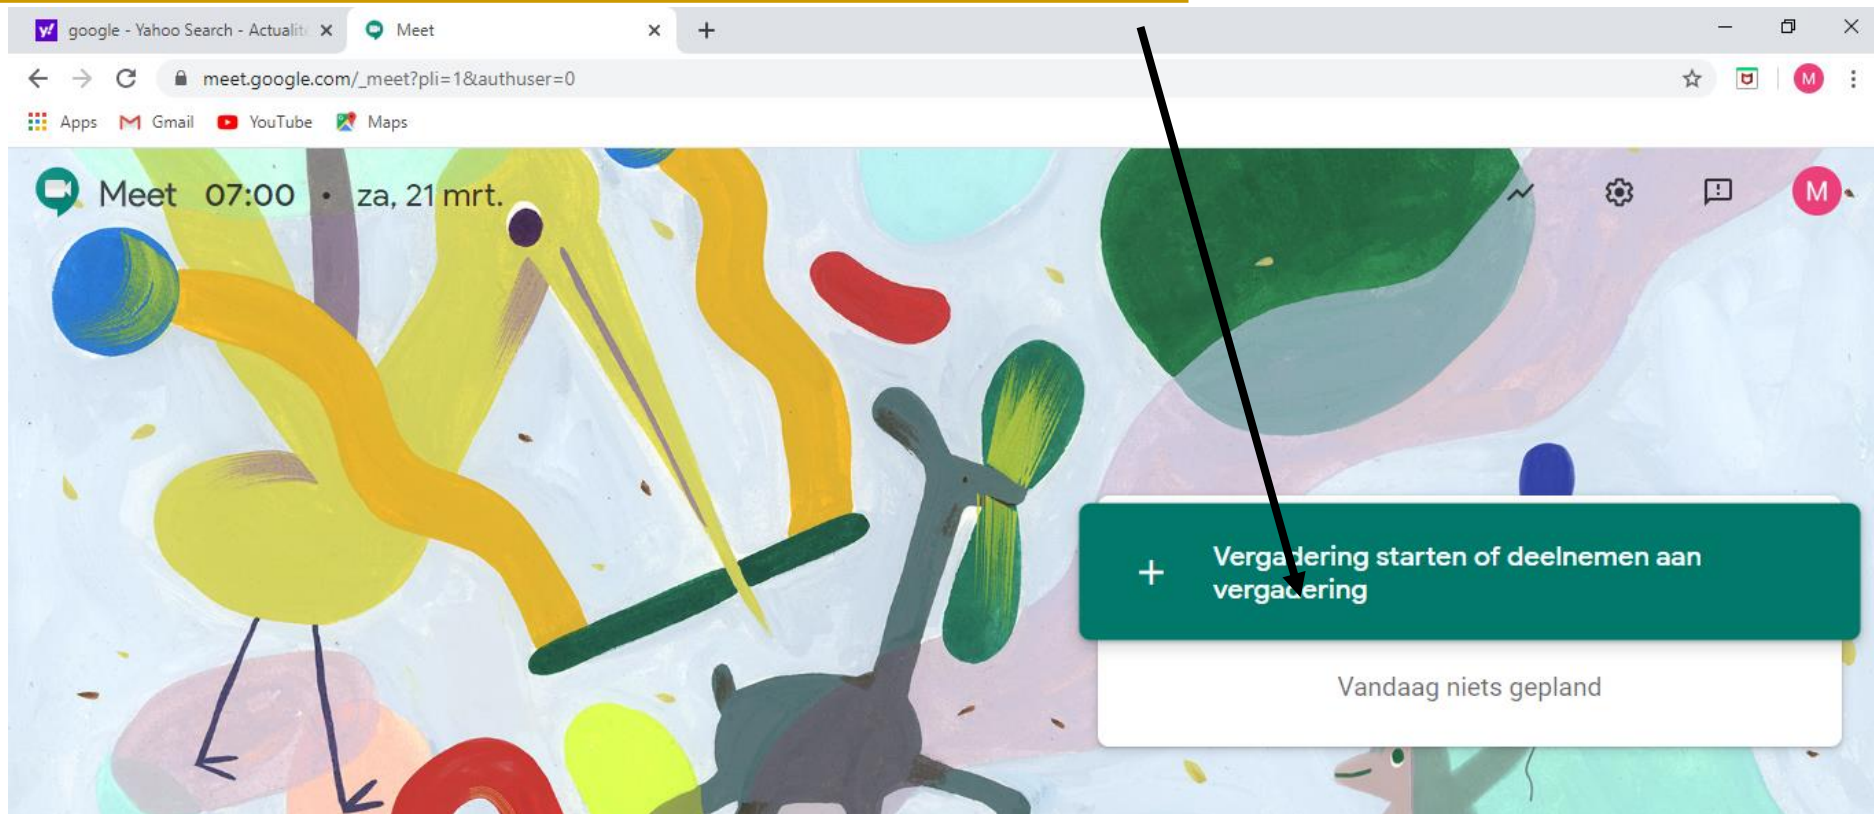 google - Yahoo Search - Actualit
Meet
meet.google.com/_meet?pli=1&authuser=0
M
Apps
Gmail
YouTube
Maps
Meet 07:00 • za, 21 mrt.
M
+ Vergadering starten of deelnemen aan
vergadering
Vandaag niets gepland